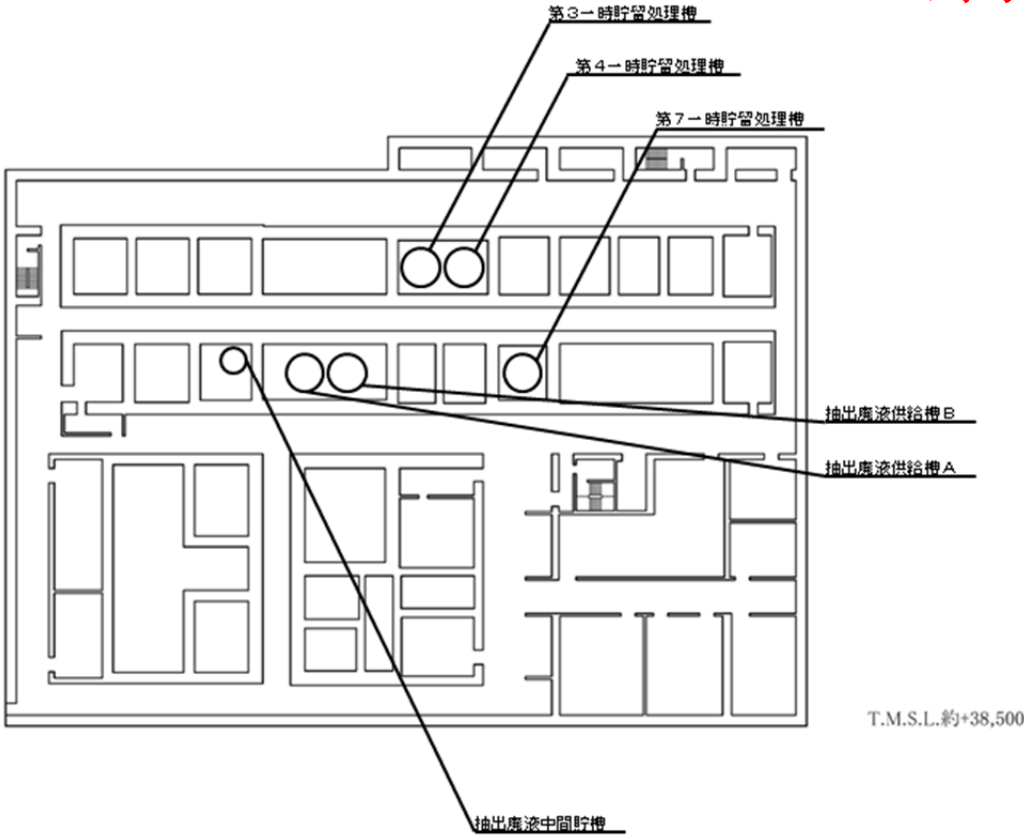 第3一時貯留処理槽
第4一時貯留処理槽
第7一時貯留処理槽
抽出廃液供給槽B
抽出廃液供給槽A
T.M.S.L.約+38,500
抽出廃液中間貯槽